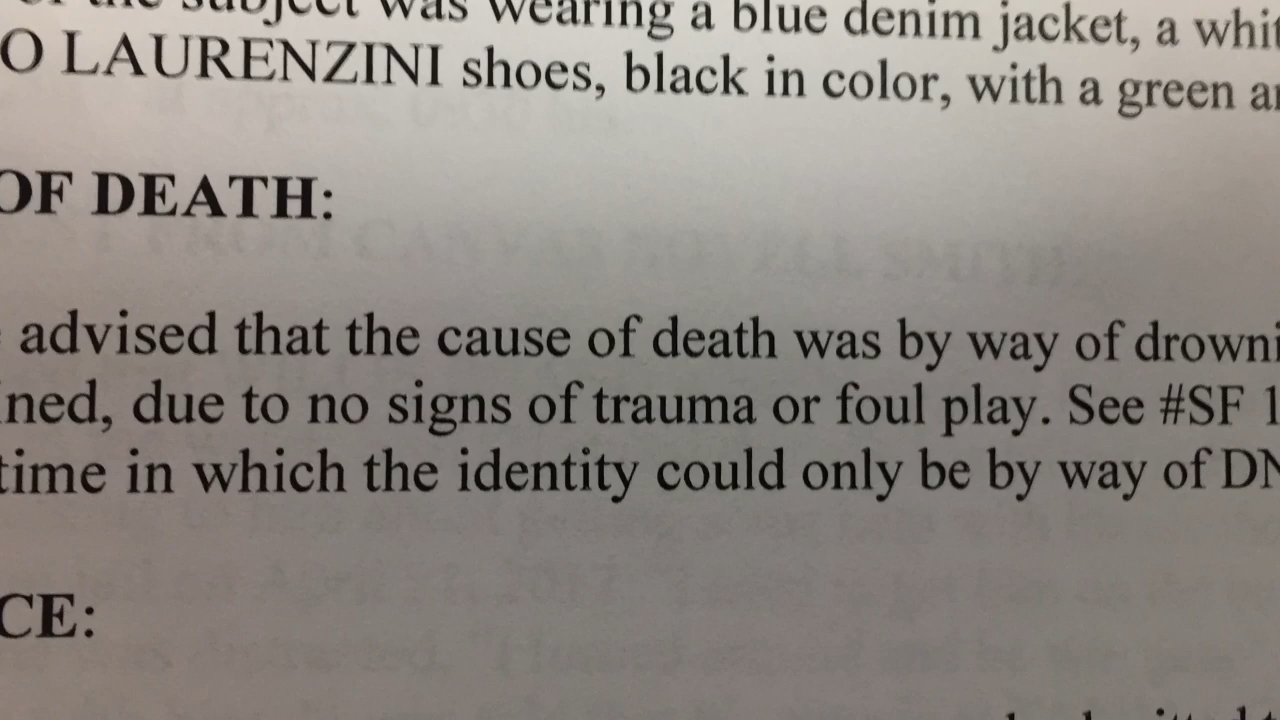 of the subject was wearing a blue denim jacket, a whit
O LAURENZINI shoes, black in color, with a green a
OF DEATH:
advised that the cause of death was by way of drowni
ned, due to no signs of trauma or foul play. See #SF 1
time in which the identity could only be by way of DN
CE: